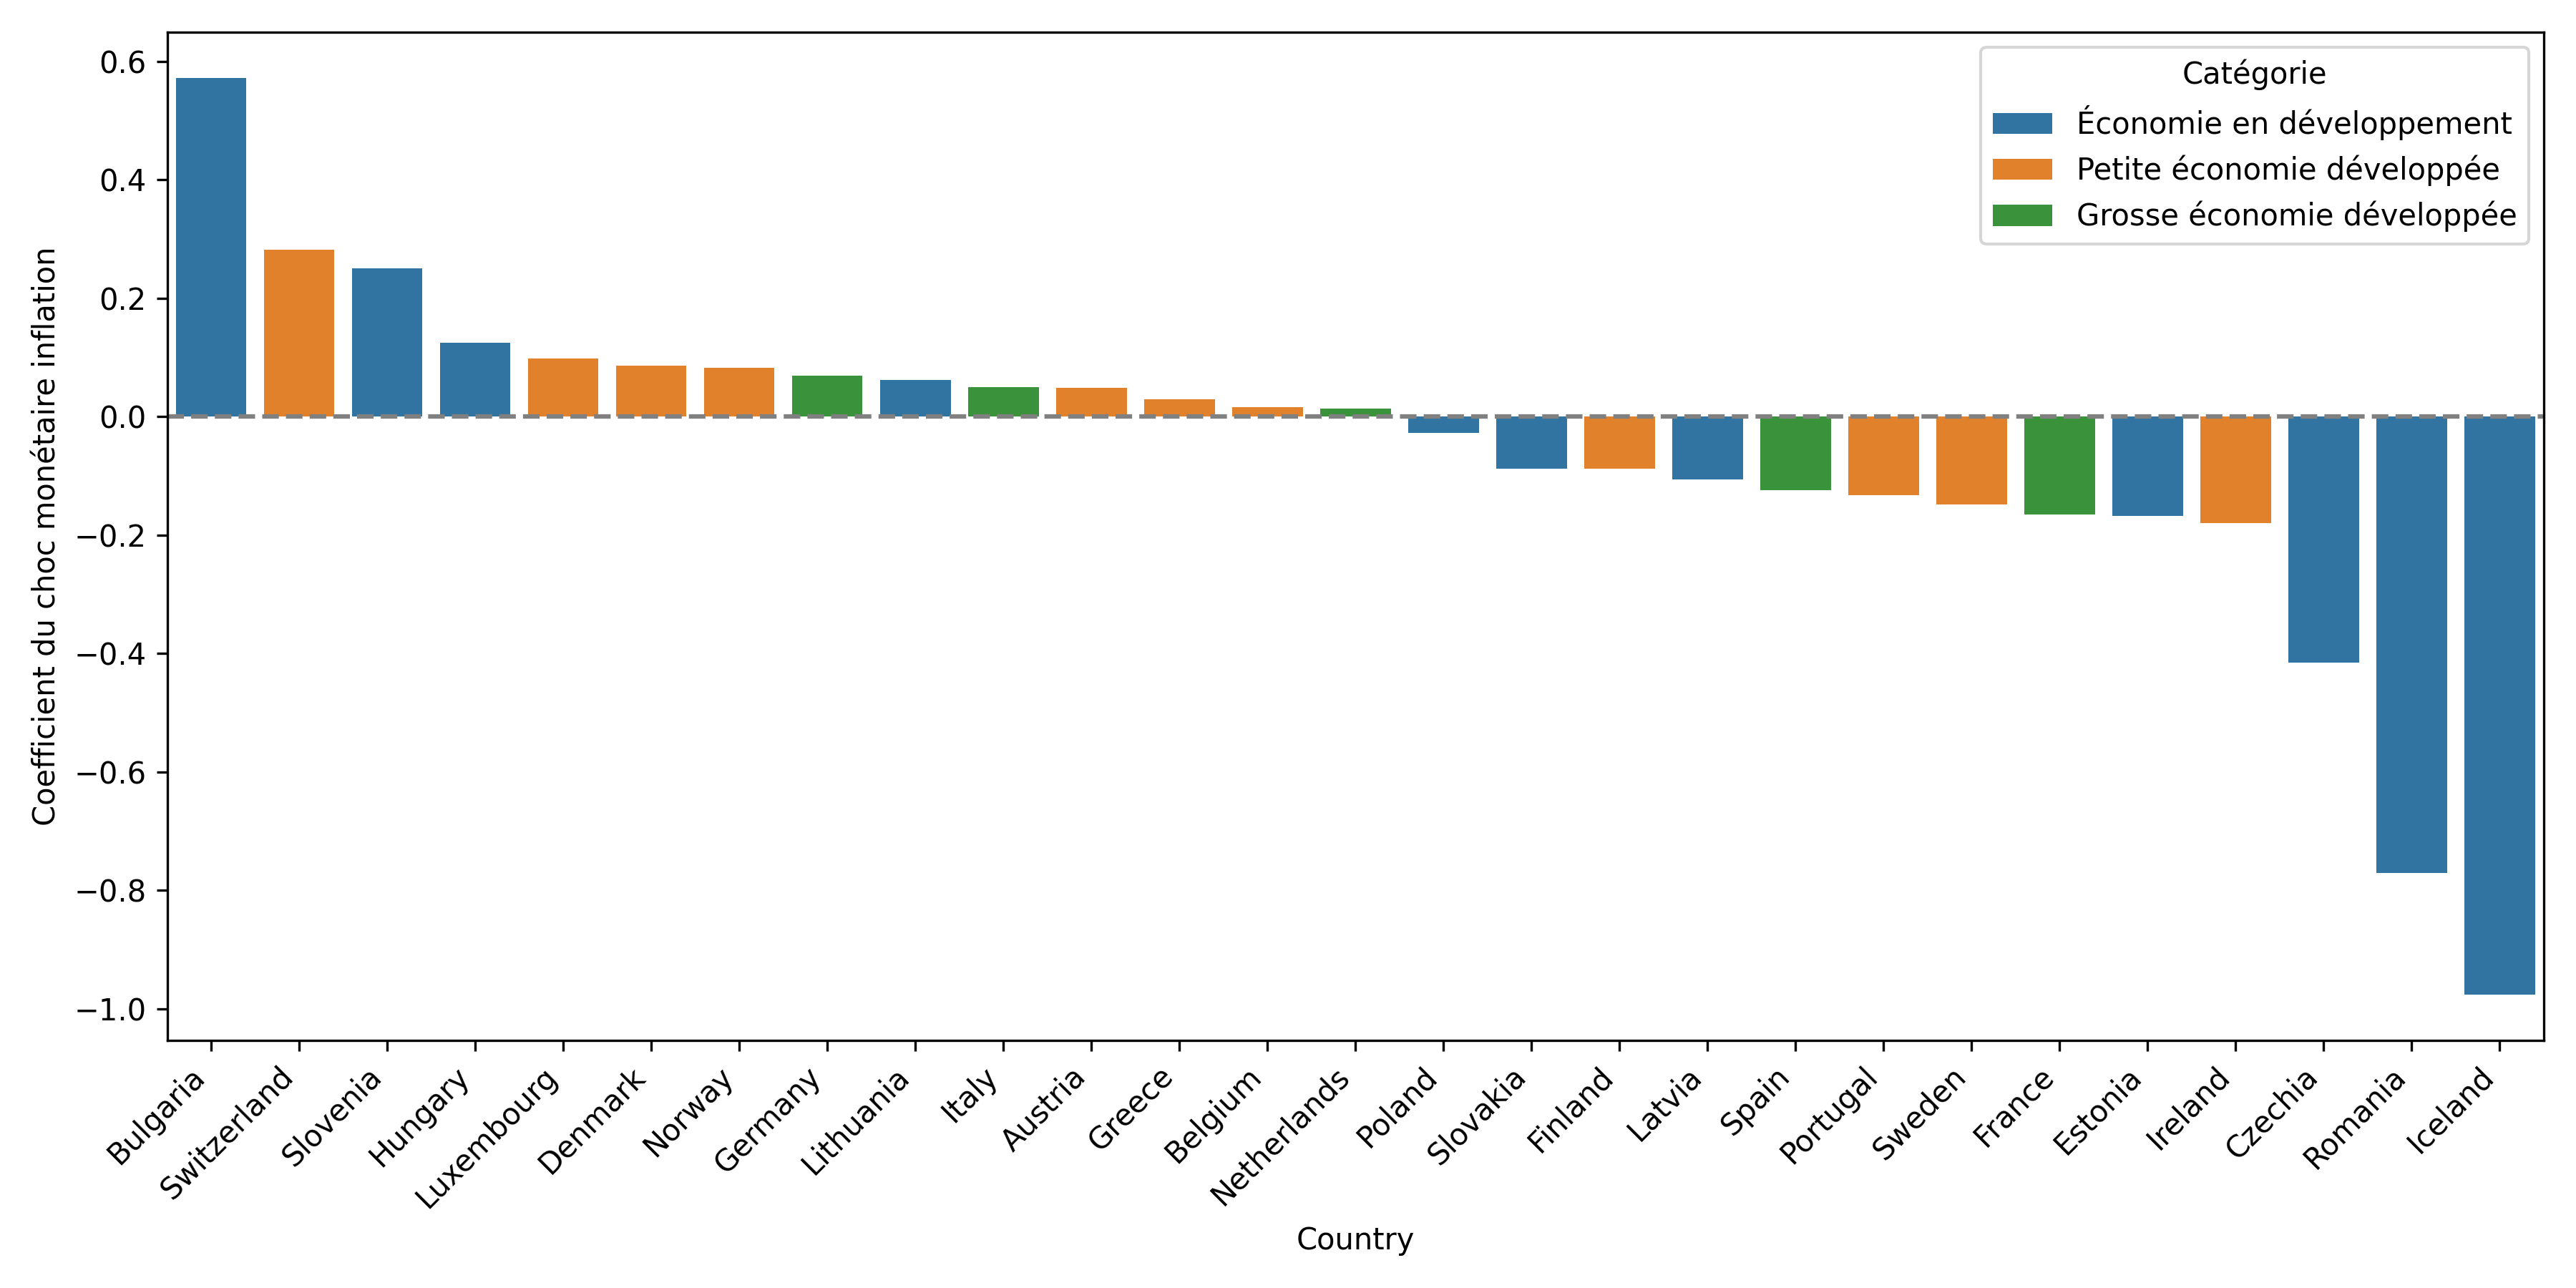 Catégorie
Économie en développement
Petite économie développée
Grosse économie développée
Coefficient du choc monétaire inflation
0.6
0.4
0.2
0.0
−0.2
−0.4
−0.6
−0.8
−1.0
Bulgaria
Switzerland
Slovenia
Hungary
Luxembourg
Denmark
Norway
Germany
Lithuania
Italy
Austria
Greece
Belgium
Netherlands
Poland
Slovakia
Finland
Latvia
Spain
Portugal
Sweden
France
Estonia
Ireland
Czechia
Romania
Iceland
Country